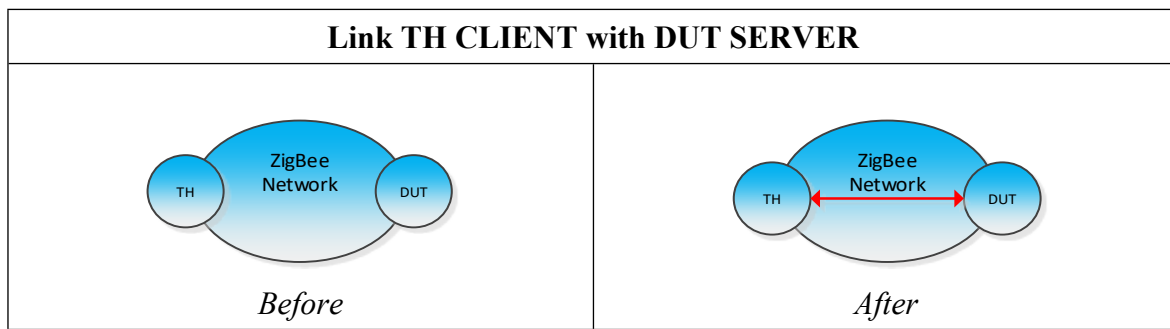 Link TH CLIENT with DUT SERVER
ZigBee
Network
TH
DUT
Before
ZigBee
Network
TH
DUT
After